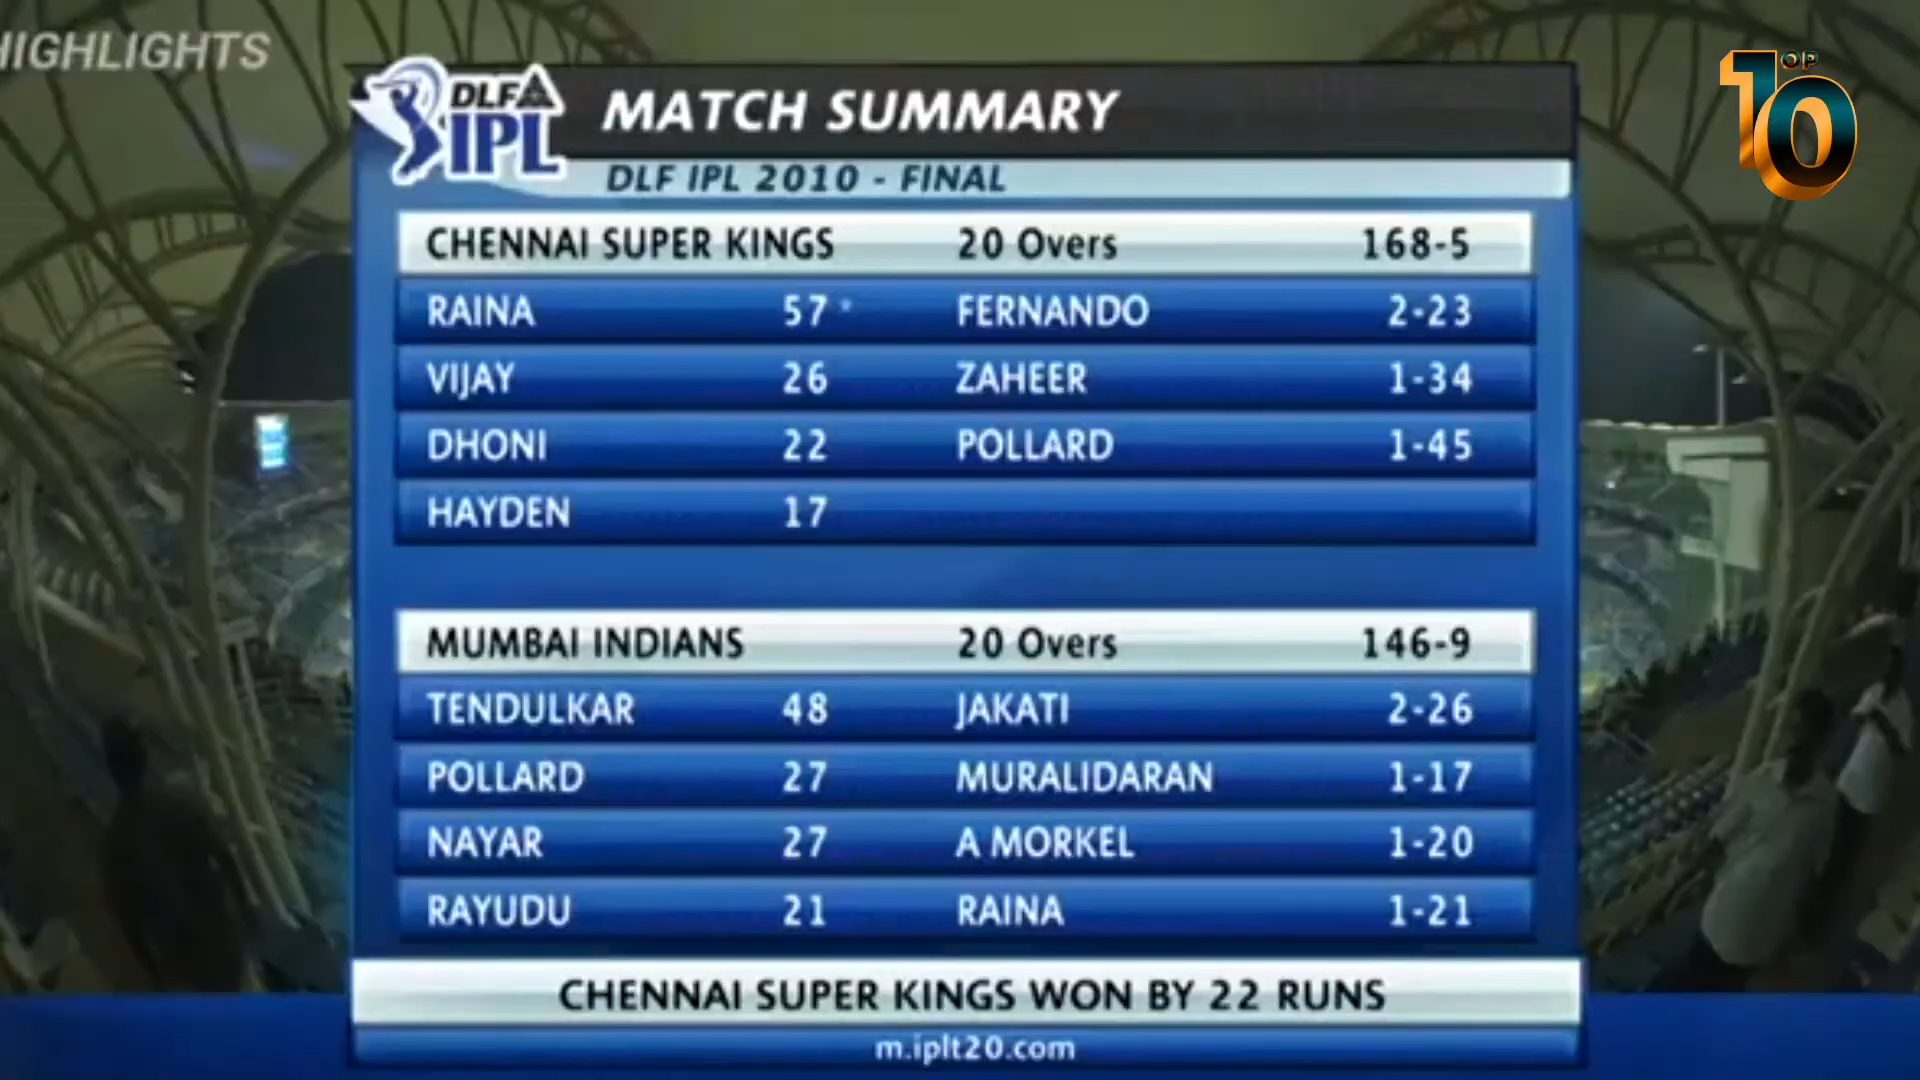 HIGHLIGHTS
TOP 10
DLF IPL
MATCH SUMMARY
DLF IPL 2010 - FINAL
CHENNAI SUPER KINGS 20 Overs 168-5
RAINA 57* FERNANDO 2-23
VIJAY 26 ZAHEER 1-34
DHONI 22 POLLARD 1-45
HAYDEN 17
MUMBAI INDIANS 20 Overs 146-9
TENDULKAR 48 JAKATI 2-26
POLLARD 27 MURALIDARAN 1-17
NAYAR 27 A MORKEL 1-20
RAYUDU 21 RAINA 1-21
CHENNAI SUPER KINGS WON BY 22 RUNS
m.iplt20.com